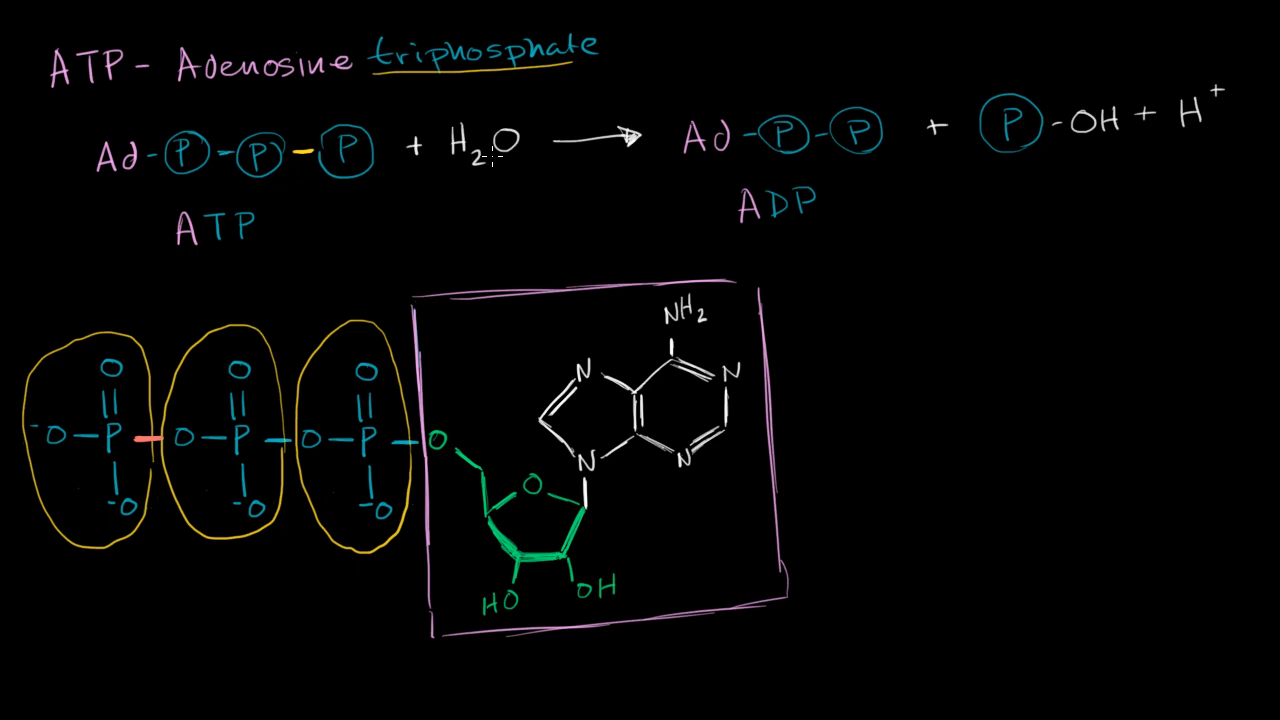 ATP - Adenosine triphosphate
Ad - P - P - P + H2O → Ad - P - P + P - OH + H+
ATP ADP
NH2
O O O N N
-O - P - O - P - O - P - O N N
-O -O -O O
HO OH